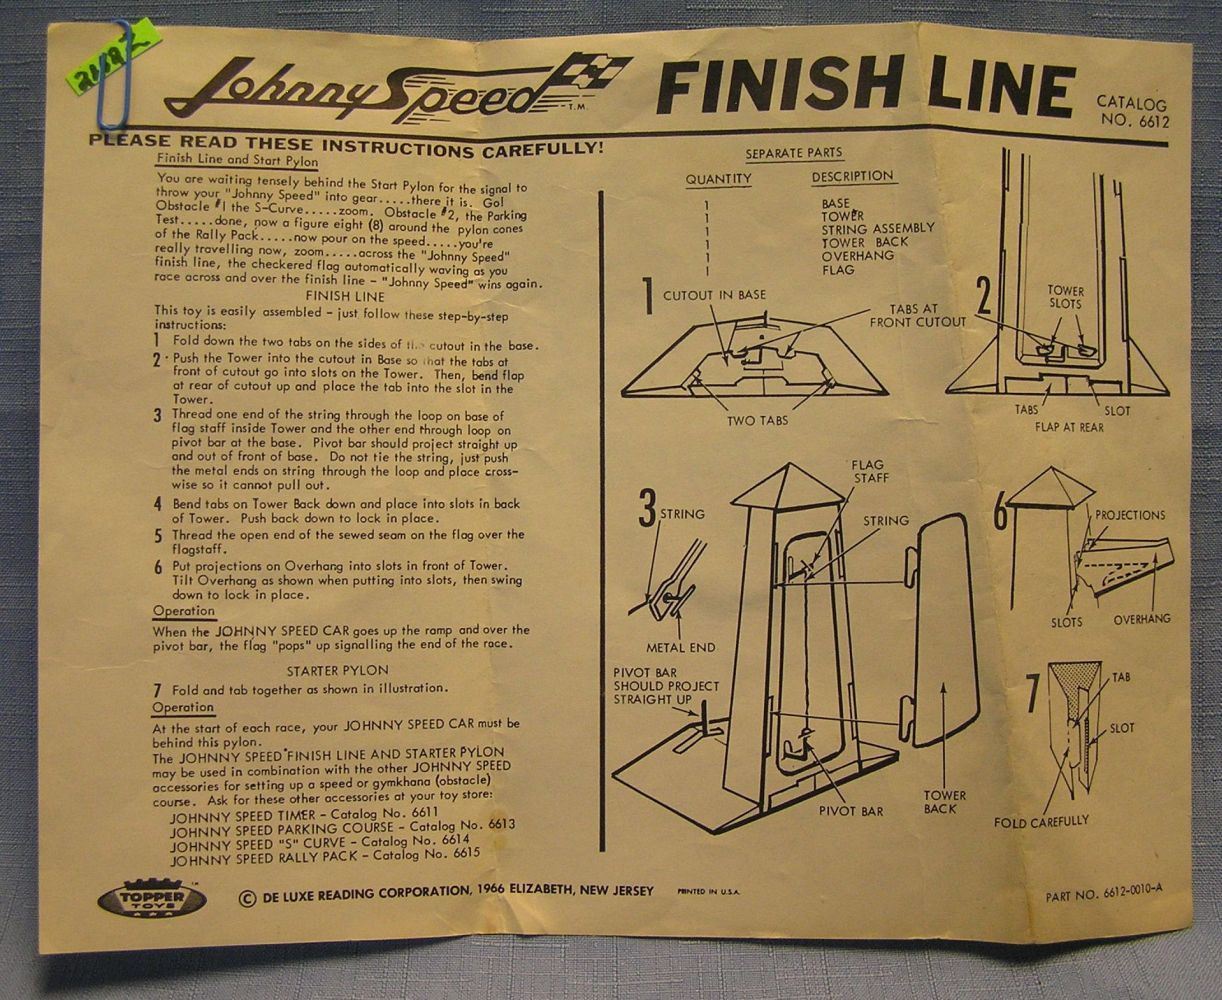 Johnny Speed T.M. FINISH LINE
CATALOG
NO. 6612
PLEASE READ THESE INSTRUCTIONS CAREFULLY!
Finish Line and Start Pylon
You are waiting tensely behind the Start Pylon for the signal to
throw your "Johnny Speed" into gear.....there it is. Go!
Obstacle #1 the S-Curve.....zoom. Obstacle #2, the Parking
Test.....done, now a figure eight (8) around the pylon cones
of the Rally Pack.....now pour on the speed.....you're
really travelling now, zoom.....across the "Johnny Speed"
finish line, the checkered flag automatically waving as you
race across and over the finish line - "Johnny Speed" wins again.
FINISH LINE
This toy is easily assembled - just follow these step-by-step
instructions:
1 Fold down the two tabs on the sides of the cutout in the base.
2 Push the Tower into the cutout in Base so that the tabs at
front of cutout go into slots on the Tower. Then, bend flap
at rear of cutout up and place the tab into the slot in the
Tower.
3 Thread one end of the string through the loop on base of
flag staff inside Tower and the other end through loop on
pivot bar at the base. Pivot bar should project straight up
and out of front of base. Do not tie the string, just push
the metal ends on string through the loop and place cross-
wise so it cannot pull out.
4 Bend tabs on Tower Back down and place into slots in back
of Tower. Push back down to lock in place.
5 Thread the open end of the sewed seam on the flag over the
flagstaff.
6 Put projections on Overhang into slots in front of Tower.
Tilt Overhang as shown when putting into slots, then swing
down to lock in place.
Operation
When the JOHNNY SPEED CAR goes up the ramp and over the
pivot bar, the flag "pops" up signalling the end of the race.
STARTER PYLON
7 Fold and tab together as shown in illustration.
Operation
At the start of each race, your JOHNNY SPEED CAR must be
behind this pylon.
The JOHNNY SPEED FINISH LINE AND STARTER PYLON
may be used in combination with the other JOHNNY SPEED
accessories for setting up a speed or gymkhana (obstacle)
course. Ask for these other accessories at your toy store:
JOHNNY SPEED TIMER - Catalog No. 6611
JOHNNY SPEED PARKING COURSE - Catalog No. 6613
JOHNNY SPEED "S" CURVE - Catalog No. 6614
JOHNNY SPEED RALLY PACK - Catalog No. 6615
SEPARATE PARTS
QUANTITY DESCRIPTION
1 BASE
1 TOWER
1 STRING ASSEMBLY
1 TOWER BACK
1 OVERHANG
1 FLAG
1
CUTOUT IN BASE
TABS AT
FRONT CUTOUT
TWO TABS
2
TOWER
SLOTS
TABS SLOT
FLAP AT REAR
3
STRING
METAL END
PIVOT BAR
SHOULD PROJECT
STRAIGHT UP
FLAG
STAFF
STRING
PIVOT BAR
TOWER
BACK
6
PROJECTIONS
SLOTS OVERHANG
7
TAB
SLOT
FOLD CAREFULLY
TOPPER
TOYS
© DE LUXE READING CORPORATION, 1966 ELIZABETH, NEW JERSEY PRINTED IN U.S.A.
PART NO. 6612-0010-A